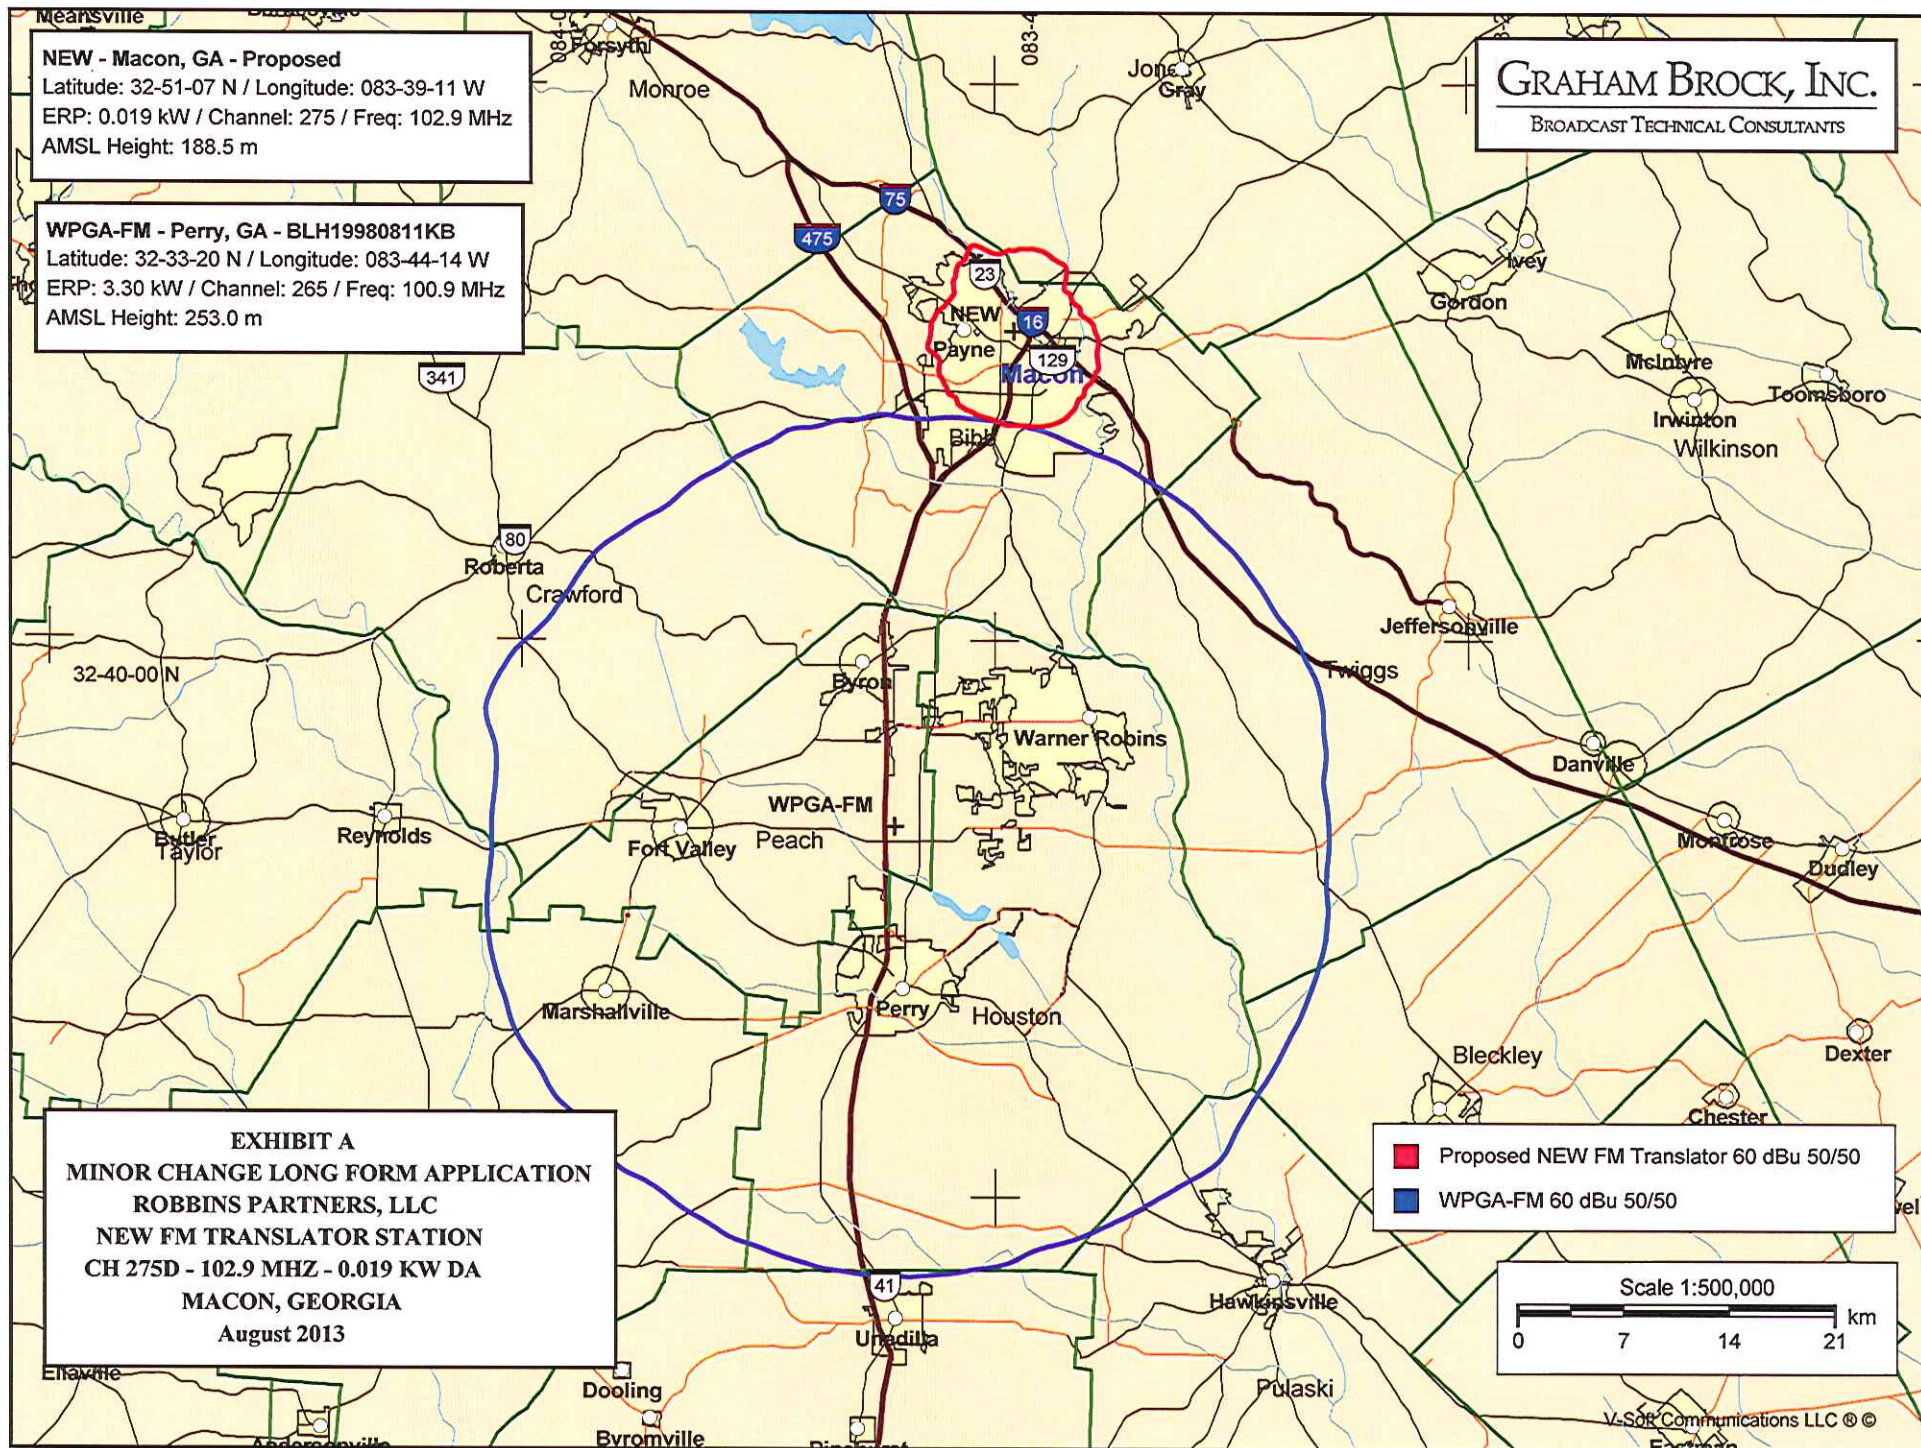 Meansville
Forsyth
Monroe
Jones
Gray
NEW - Macon, GA - Proposed
Latitude: 32-51-07 N / Longitude: 083-39-11 W
ERP: 0.019 kW / Channel: 275 / Freq: 102.9 MHz
AMSL Height: 188.5 m
GRAHAM BROCK, INC.
BROADCAST TECHNICAL CONSULTANTS
WPGA-FM - Perry, GA - BLH19980811KB
Latitude: 32-33-20 N / Longitude: 083-44-14 W
ERP: 3.30 kW / Channel: 265 / Freq: 100.9 MHz
AMSL Height: 253.0 m
75
475
23
Ivey
Gordon
NEW
16
Payne
129
Macon
McIntyre
341
Toomsboro
Irwinton
Bibb
Wilkinson
80
Roberta
Crawford
Jeffersonville
32-40-00 N
Twiggs
Byron
Warner Robins
Danville
WPGA-FM
Butler
Taylor
Reynolds
Fort Valley
Peach
Montrose
Dudley
Marshallville
Perry
Houston
Bleckley
Dexter
Chester
EXHIBIT A
MINOR CHANGE LONG FORM APPLICATION
ROBBINS PARTNERS, LLC
NEW FM TRANSLATOR STATION
CH 275D - 102.9 MHZ - 0.019 KW DA
MACON, GEORGIA
August 2013
Proposed NEW FM Translator 60 dBu 50/50
WPGA-FM 60 dBu 50/50
41
Hawkinsville
Unadilla
Scale 1:500,000
km
0 7 14 21
Ellaville
Dooling
Pulaski
Byromville
Andersonville
Pinehurst
V-Soft Communications LLC ® ©
Eastman